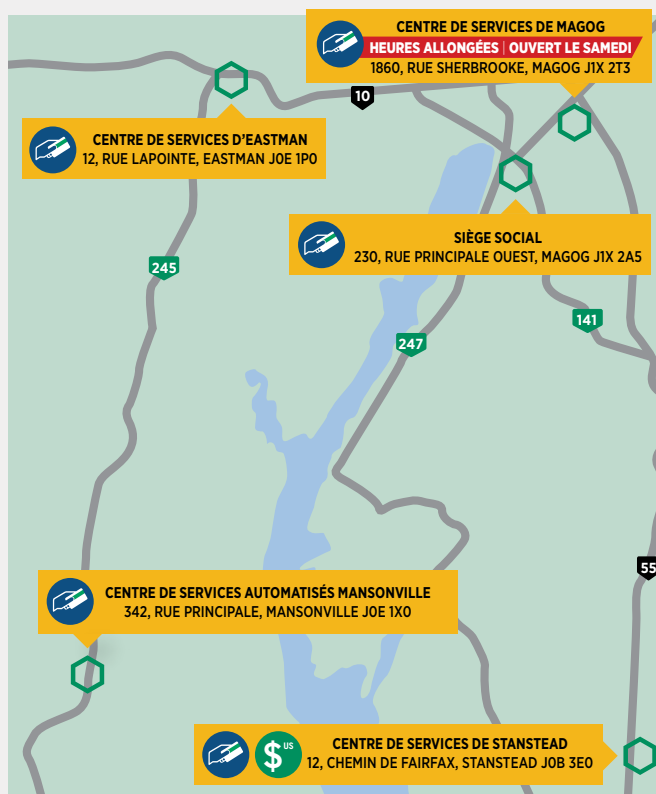 CENTRE DE SERVICES DE MAGOG
HEURES ALLONGÉES | OUVERT LE SAMEDI
1860, RUE SHERBROOKE, MAGOG J1X 2T3
10
CENTRE DE SERVICES D'EASTMAN
12, RUE LAPOINTE, EASTMAN J0E 1P0
SIÈGE SOCIAL
230, RUE PRINCIPALE OUEST, MAGOG J1X 2A5
245
141
247
55
CENTRE DE SERVICES AUTOMATISÉS MANSONVILLE
342, RUE PRINCIPALE, MANSONVILLE J0E 1X0
$ US
CENTRE DE SERVICES DE STANSTEAD
12, CHEMIN DE FAIRFAX, STANSTEAD J0B 3E0